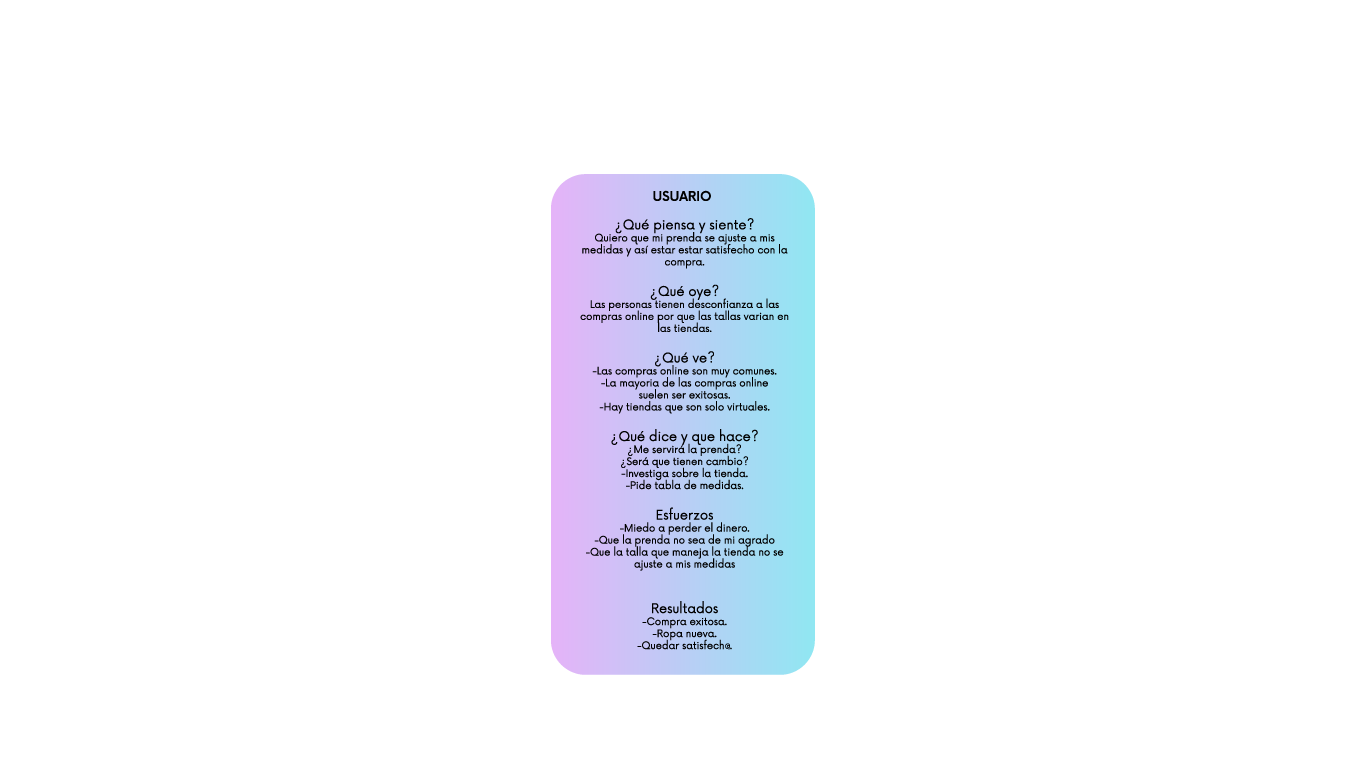 USUARIO
¿Qué piensa y siente?
Quiero que mi prenda se ajuste a mis
medidas y así estar estar satisfecho con la
compra.
¿Qué oye?
Las personas tienen desconfianza a las
compras online por que las tallas varian en
las tiendas.
¿Qué ve?
-Las compras online son muy comunes.
-La mayoria de las compras online
suelen ser exitosas.
-Hay tiendas que son solo virtuales.
¿Qué dice y que hace?
¿Me servirá la prenda?
¿Será que tienen cambio?
-Investiga sobre la tienda.
-Pide tabla de medidas.
Esfuerzos
-Miedo a perder el dinero.
-Que la prenda no sea de mi agrado
-Que la talla que maneja la tienda no se
ajuste a mis medidas
Resultados
-Compra exitosa.
-Ropa nueva.
-Quedar satisfech@.